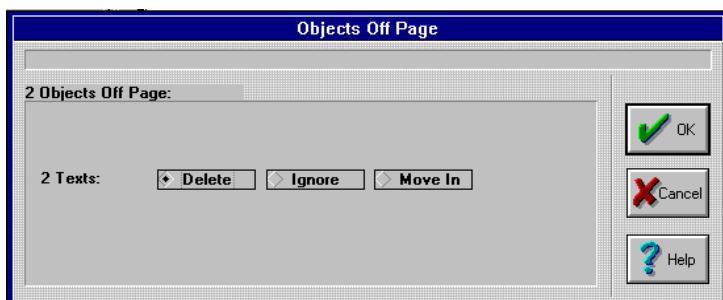 Objects Off Page
2 Objects Off Page:
2 Texts: Delete Ignore Move In
OK
Cancel
Help